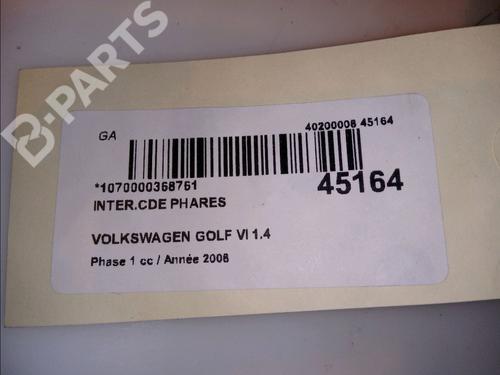 B-PARTS
GA
40200008 45164
*1070000368761
45164
INTER.CDE PHARES
VOLKSWAGEN GOLF VI 1.4
Phase 1 cc / Année 2008